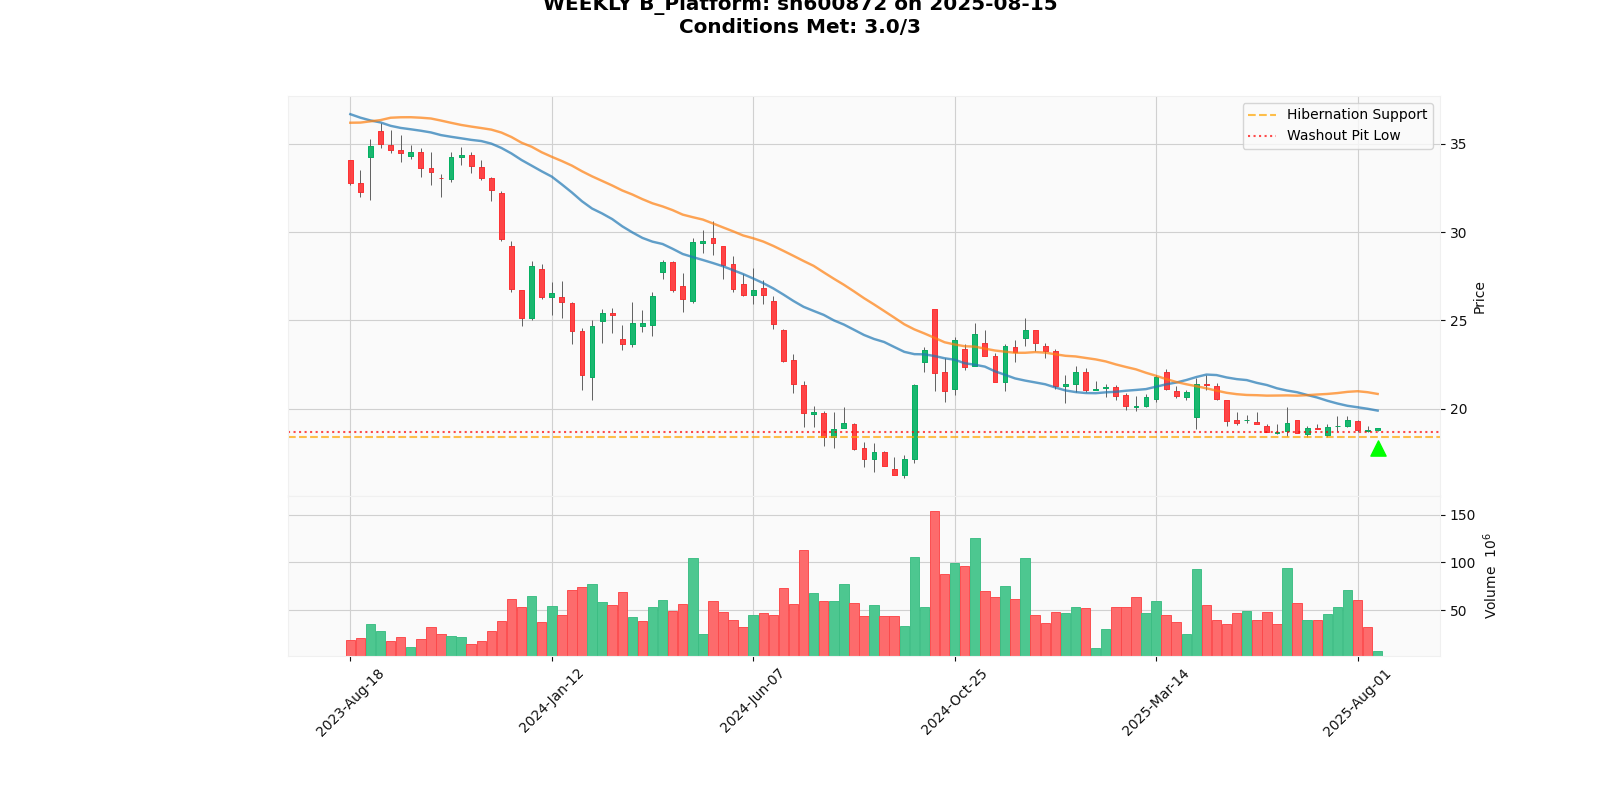 WEEKLY B_Platform: sh600872 on 2025-08-15
Conditions Met: 3.0/3
Hibernation Support
Washout Pit Low
35
30
25
20
Price
150
100
50
Volume 10⁶
2023-Aug-18
2024-Jan-12
2024-Jun-07
2024-Oct-25
2025-Mar-14
2025-Aug-01